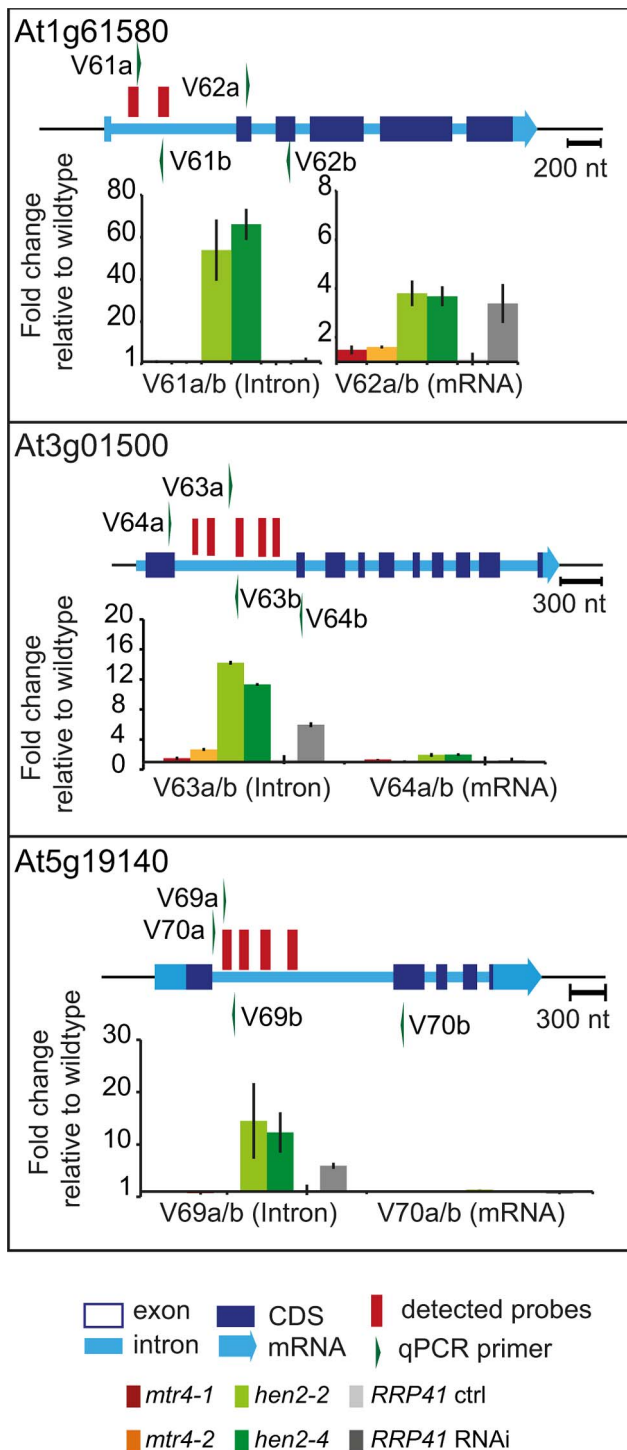 At1g61580
V61a
V62a
V61b
V62b
200 nt
Fold change
relative to wildtype
80
60
40
20
1
V61a/b (Intron)
8
6
4
2
V62a/b (mRNA)
At3g01500
V63a
V64a
V63b
V64b
300 nt
Fold change
relative to wildtype
20
16
12
8
4
0
V63a/b (Intron)
V64a/b (mRNA)
At5g19140
V69a
V70a
V69b
V70b
300 nt
Fold change
relative to wildtype
30
20
10
1
V69a/b (Intron)
V70a/b (mRNA)
exon CDS detected probes
intron mRNA qPCR primer
mtr4-1 hen2-2 RRP41 ctrl
mtr4-2 hen2-4 RRP41 RNAi